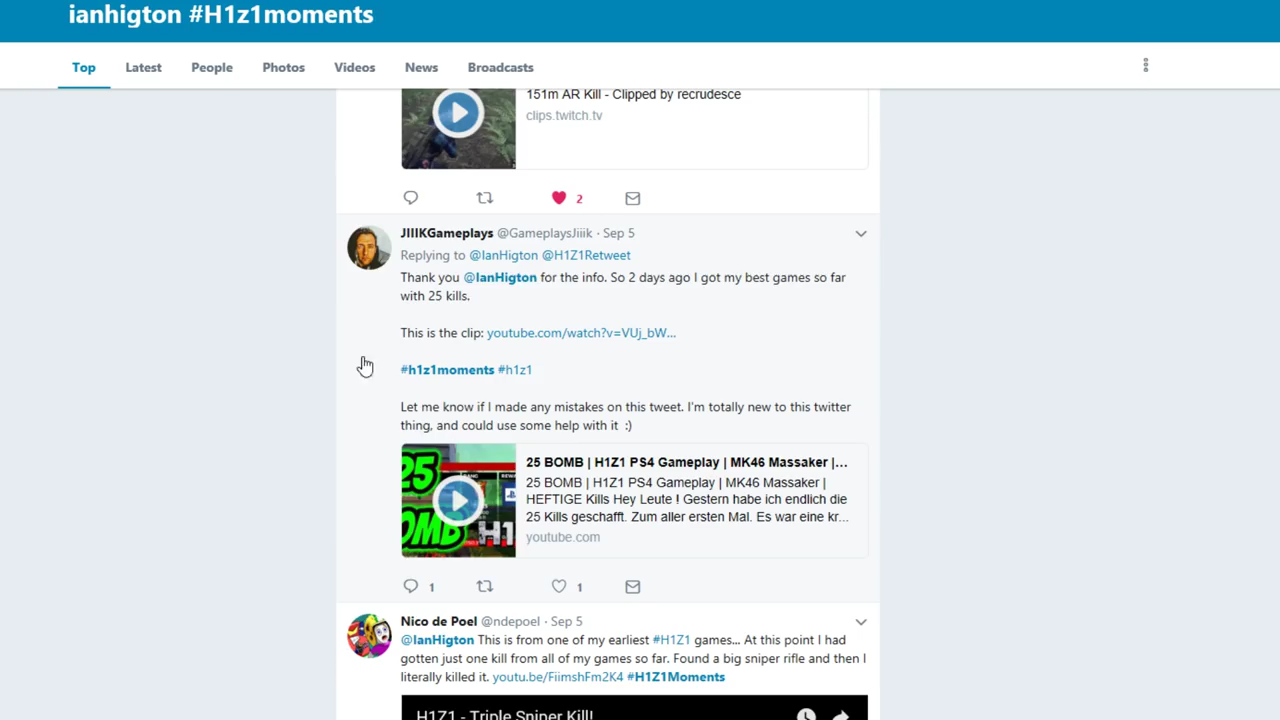 ianhigton #H1z1moments
Top Latest People Photos Videos News Broadcasts
151m AR Kill - Clipped by recrudesce
clips.twitch.tv
2
JIIIKGameplays @GameplaysJiiik · Sep 5
Replying to @IanHigton @H1Z1Retweet
Thank you @IanHigton for the info. So 2 days ago I got my best games so far
with 25 kills.
This is the clip: youtube.com/watch?v=VUj_bW...
#h1z1moments #h1z1
Let me know if I made any mistakes on this tweet. I'm totally new to this twitter
thing, and could use some help with it :)
25
BOMB
H1
25 BOMB | H1Z1 PS4 Gameplay | MK46 Massaker |...
25 BOMB | H1Z1 PS4 Gameplay | MK46 Massaker |
HEFTIGE Kills Hey Leute ! Gestern habe ich endlich die
25 Kills geschafft. Zum aller ersten Mal. Es war eine kr...
youtube.com
1 1
Nico de Poel @ndepoel · Sep 5
@IanHigton This is from one of my earliest #H1Z1 games... At this point I had
gotten just one kill from all of my games so far. Found a big sniper rifle and then I
literally killed it. youtu.be/FiimshFm2K4 #H1Z1Moments
H1Z1 - Triple Sniper Kill!